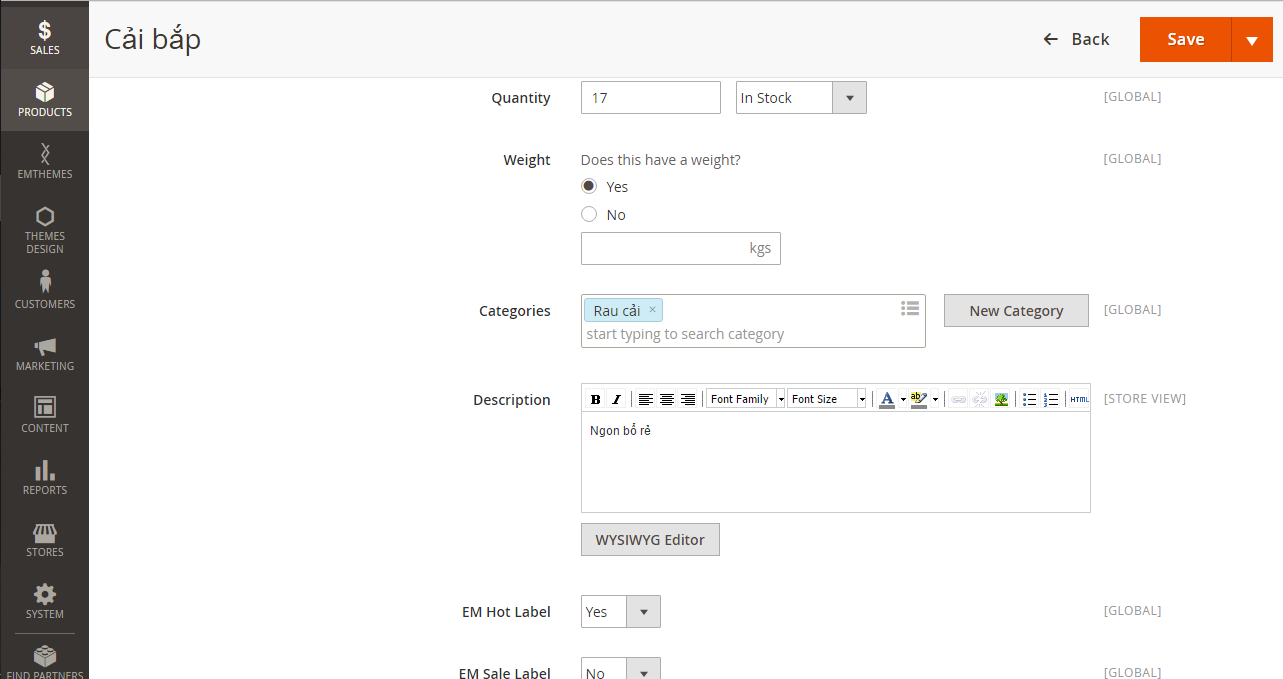 SALES
PRODUCTS
EMTHEMES
THEMES
DESIGN
CUSTOMERS
MARKETING
CONTENT
REPORTS
STORES
SYSTEM
FIND PARTNERS
Cải bắp
Back
Save
Quantity
17
In Stock
[GLOBAL]
Weight
Does this have a weight?
[GLOBAL]
Yes
No
kgs
Categories
Rau cải ×
start typing to search category
New Category
[GLOBAL]
Description
B I Font Family Font Size A ab HTML
[STORE VIEW]
Ngon bổ rẻ
WYSIWYG Editor
EM Hot Label
Yes
[GLOBAL]
EM Sale Label
No
[GLOBAL]